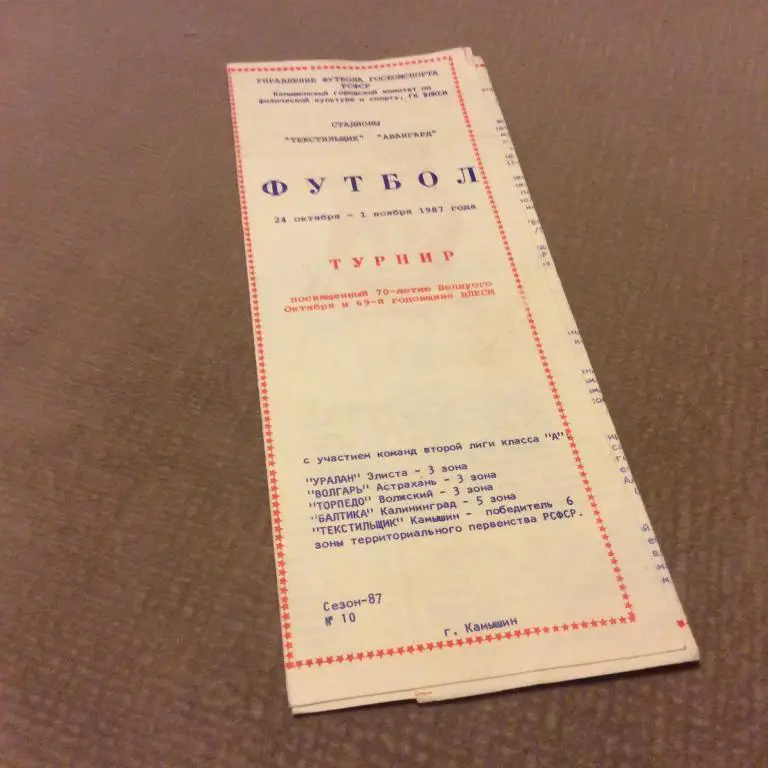 УПРАВЛЕНИЕ ФУТБОЛА ГОСКОМСПОРТА
РСФСР
Камышинский городской комитет по
физической культуре и спорту, ГК ВЛКСМ
СТАДИОНЫ
"ТЕКСТИЛЬЩИК" "АВАНГАРД"
ФУТБОЛ
24 октября - 1 ноября 1987 года
ТУРНИР
посвященный 70-летию Великого
Октября и 69-й годовщине ВЛКСМ
с участием команд второй лиги класса "А":
"УРАЛАН" Элиста - 3 зона
"ВОЛГАРЬ" Астрахань - 3 зона
"ТОРПЕДО" Волжский - 3 зона
"БАЛТИКА" Калининград - 5 зона
"ТЕКСТИЛЬЩИК" Камышин - победитель 6
зоны территориального первенства РСФСР.
Сезон-87
№ 10
г. Камышин